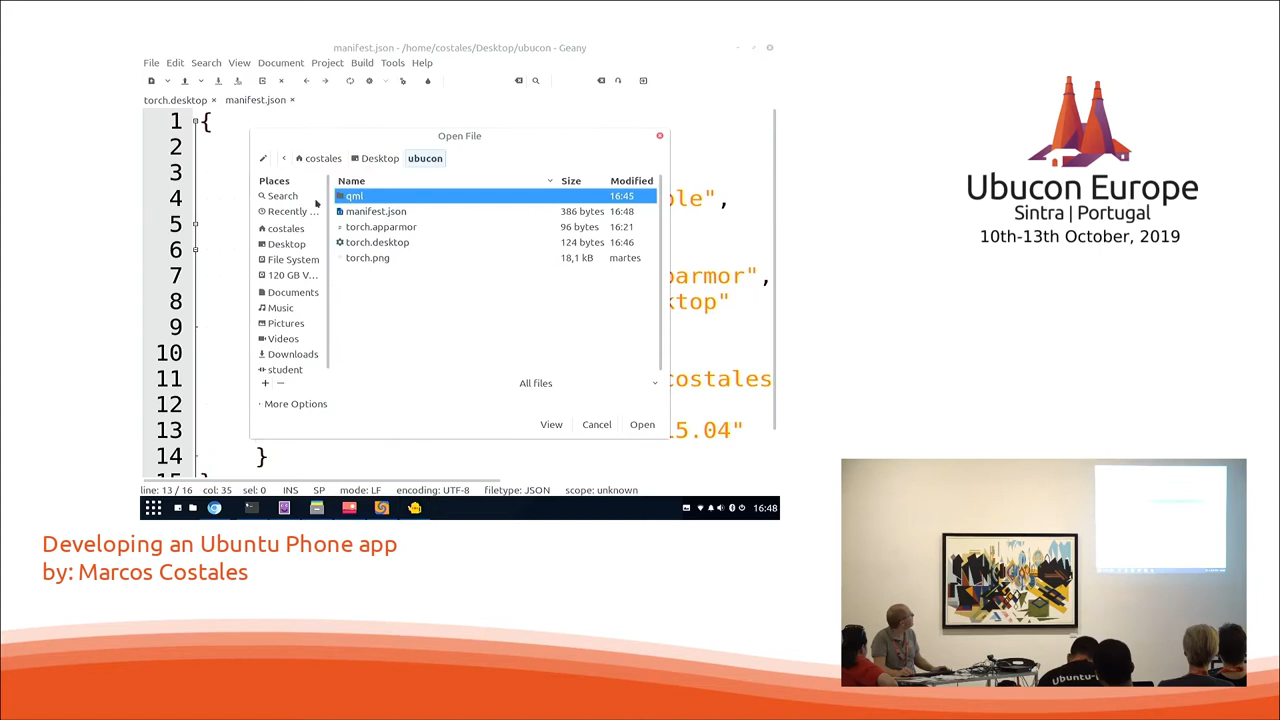 manifest.json - /home/costales/Desktop/ubucon - Geany
File Edit Search View Document Project Build Tools Help
torch.desktop × manifest.json ×
1 {
2
3
4 ple",
5
6
7 armor",
8 ktop"
9
10
11 costales
12
13 15.04"
14 }
Open File
costales Desktop ubucon
Places
Search
Recently ...
costales
Desktop
File System
120 GB V...
Documents
Music
Pictures
Videos
Downloads
student
+ −
Name Size Modified
qml 16:45
manifest.json 386 bytes 16:48
torch.apparmor 96 bytes 16:21
torch.desktop 124 bytes 16:46
torch.png 18,1 kB martes
All files
More Options
View Cancel Open
line: 13 / 16 col: 35 sel: 0 INS SP mode: LF encoding: UTF-8 filetype: JSON scope: unknown
16:48
Ubucon Europe
Sintra | Portugal
10th-13th October, 2019
Developing an Ubuntu Phone app
by: Marcos Costales